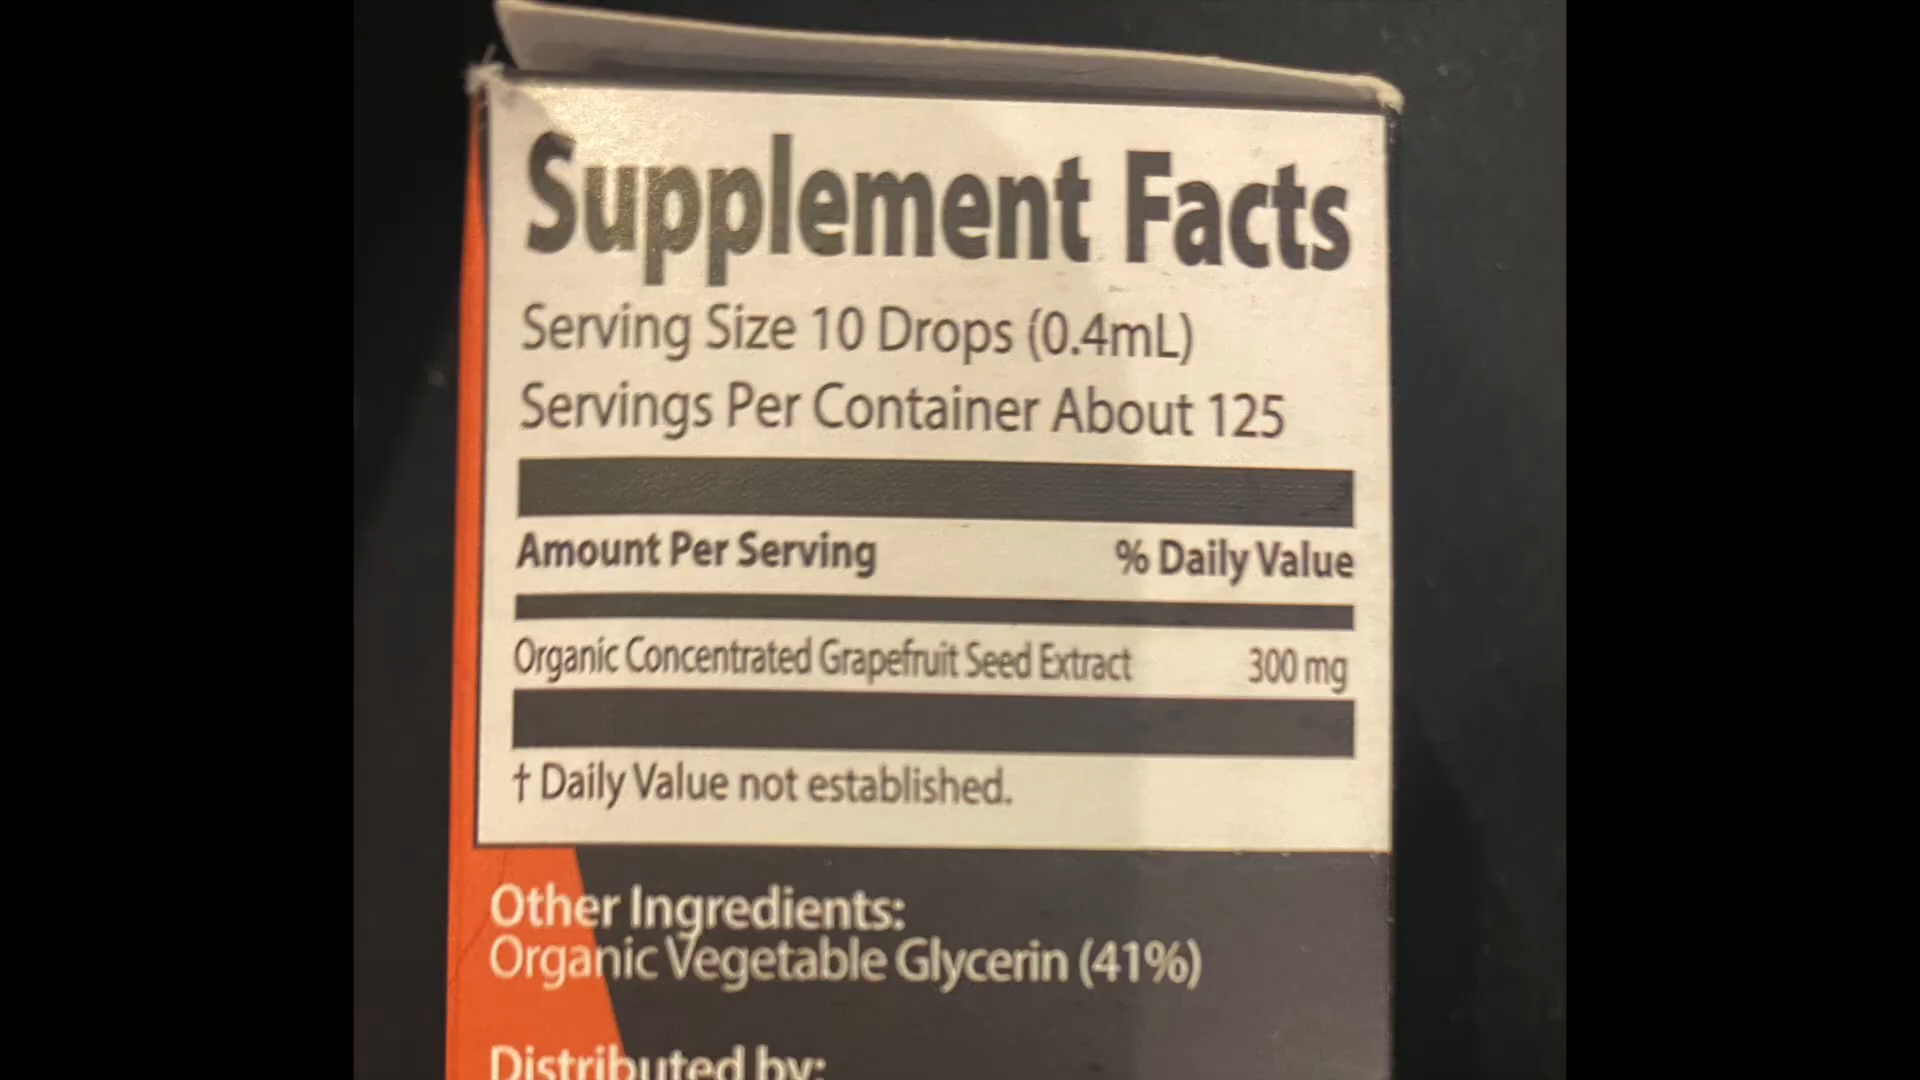 Supplement Facts
Serving Size 10 Drops (0.4mL)
Servings Per Container About 125
Amount Per Serving % Daily Value
Organic Concentrated Grapefruit Seed Extract 300 mg
† Daily Value not established.
Other Ingredients:
Organic Vegetable Glycerin (41%)
Distributed by: